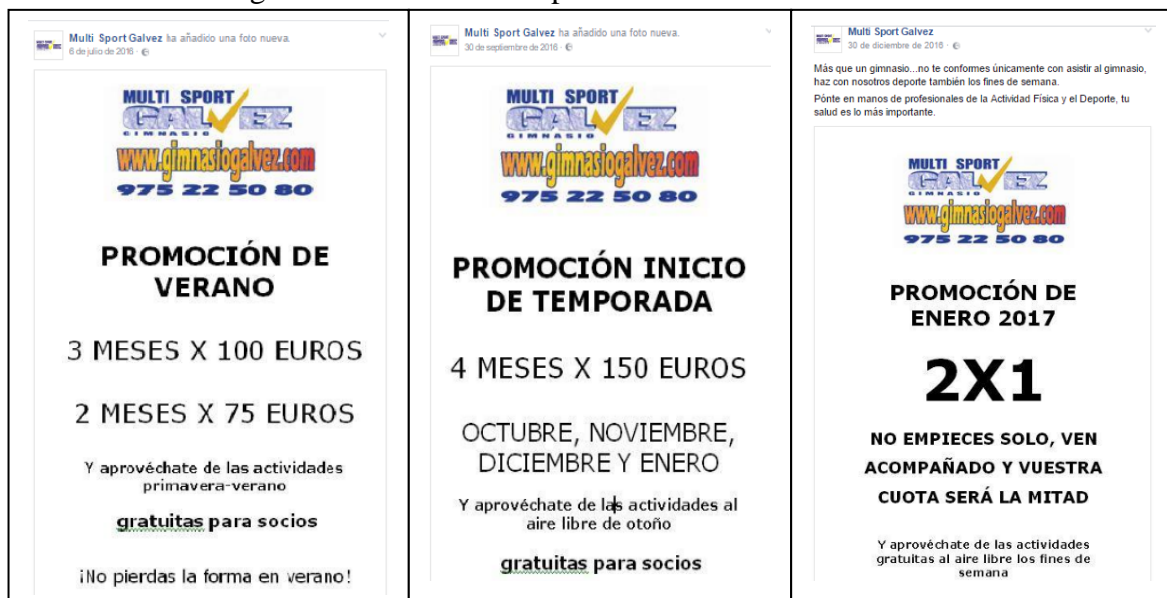 Multi Sport Galvez ha añadido una foto nueva.
6 de julio de 2016
MULTI SPORT
GALVEZ
GIMNASIO
www.gimnasiogalvez.com
975 22 50 80
PROMOCIÓN DE
VERANO
3 MESES X 100 EUROS
2 MESES X 75 EUROS
Y aprovéchate de las actividades
primavera-verano
gratuitas para socios
¡No pierdas la forma en verano!
Multi Sport Galvez ha añadido una foto nueva.
30 de septiembre de 2016
MULTI SPORT
GALVEZ
GIMNASIO
www.gimnasiogalvez.com
975 22 50 80
PROMOCIÓN INICIO
DE TEMPORADA
4 MESES X 150 EUROS
OCTUBRE, NOVIEMBRE,
DICIEMBRE Y ENERO
Y aprovéchate de las actividades al
aire libre de otoño
gratuitas para socios
Multi Sport Galvez
30 de diciembre de 2016
Más que un gimnasio...no te conformes únicamente con asistir al gimnasio,
haz con nosotros deporte también los fines de semana.
Pónte en manos de profesionales de la Actividad Física y el Deporte, tu
salud es lo más importante.
MULTI SPORT
GALVEZ
GIMNASIO
www.gimnasiogalvez.com
975 22 50 80
PROMOCIÓN DE
ENERO 2017
2X1
NO EMPIECES SOLO, VEN
ACOMPAÑADO Y VUESTRA
CUOTA SERÁ LA MITAD
Y aprovéchate de las actividades
gratuitas al aire libre los fines de
semana